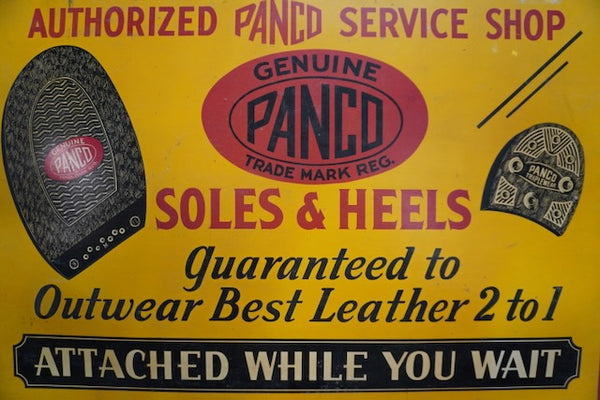 AUTHORIZED PANCO SERVICE SHOP
GENUINE
PANCO
TRADE MARK REG.
GENUINE
PANCO
PANCO
TRIPLEWEAR
SOLES & HEELS
guaranteed to
Outwear Best Leather 2 to 1
ATTACHED WHILE YOU WAIT